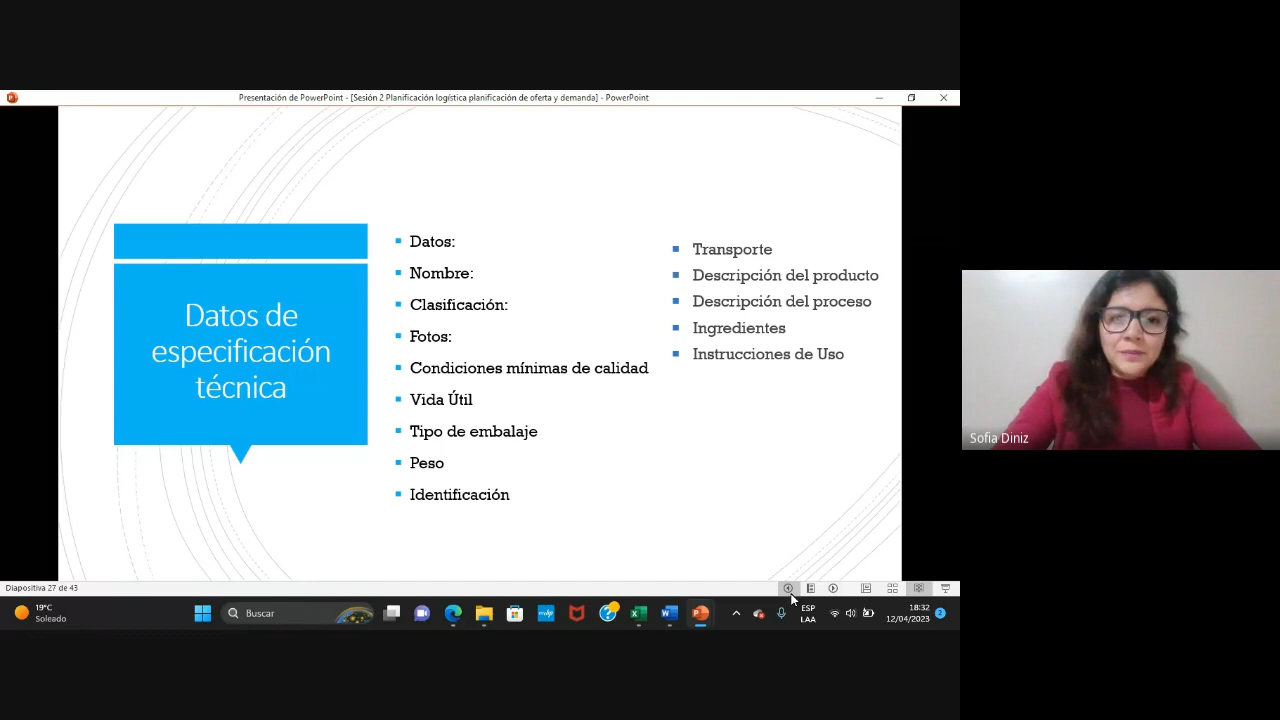 Presentación de PowerPoint - [Sesión 2 Planificación logística planificación de oferta y demanda] - PowerPoint
Datos de
especificación
técnica
Datos:
Nombre:
Clasificación:
Fotos:
Condiciones mínimas de calidad
Vida Útil
Tipo de embalaje
Peso
Identificación
Transporte
Descripción del producto
Descripción del proceso
Ingredientes
Instrucciones de Uso
Sofia Diniz
Diapositiva 27 de 43
19°C
Soleado
Buscar
ESP
LAA
18:32
12/04/2023
2